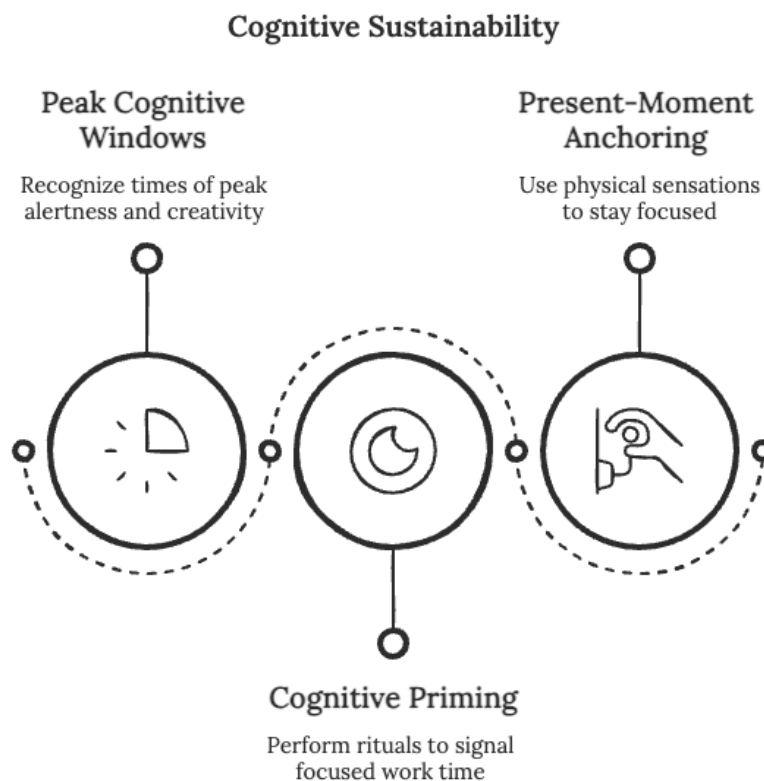 Cognitive Sustainability
Peak Cognitive
Windows
Recognize times of peak
alertness and creativity
Present-Moment
Anchoring
Use physical sensations
to stay focused
Cognitive Priming
Perform rituals to signal
focused work time